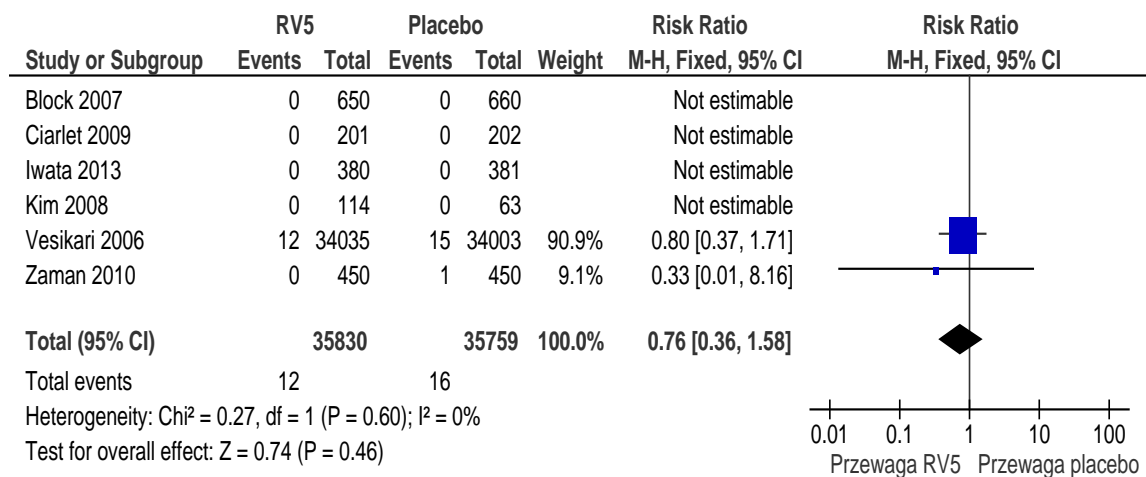 RV5 Placebo Risk Ratio Risk Ratio
Study or Subgroup Events Total Events Total Weight M-H, Fixed, 95% CI M-H, Fixed, 95% CI
Block 2007 0 650 0 660 Not estimable
Ciarlet 2009 0 201 0 202 Not estimable
Iwata 2013 0 380 0 381 Not estimable
Kim 2008 0 114 0 63 Not estimable
Vesikari 2006 12 34035 15 34003 90.9% 0.80 [0.37, 1.71]
Zaman 2010 0 450 1 450 9.1% 0.33 [0.01, 8.16]
Total (95% CI) 35830 35759 100.0% 0.76 [0.36, 1.58]
Total events 12 16
Heterogeneity: Chi² = 0.27, df = 1 (P = 0.60); I² = 0%
Test for overall effect: Z = 0.74 (P = 0.46)
0.01 0.1 1 10 100
Przewaga RV5 Przewaga placebo